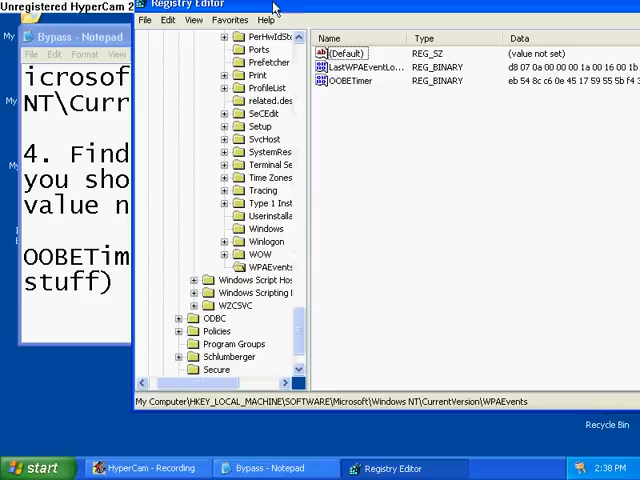 Unregistered HyperCam 2
Registry Editor
File Edit View Favorites Help
Name Type Data
(Default) REG_SZ (value not set)
LastWPAEventLo... REG_BINARY d8 07 0a 00 00 00 1a 00 16 00 1b
OOBETimer REG_BINARY eb 54 8c c6 0e 45 17 59 55 bf 4
PerHwIdSto
Ports
Prefetcher
Print
ProfileList
related.des
SeCEdit
Setup
SvcHost
SystemRes
Terminal Se
Time Zones
Tracing
Type 1 Inst
Userinstalla
Windows
Winlogon
WOW
WPAEvents
Windows Script Hos
Windows Scripting
WZCSVC
ODBC
Policies
Program Groups
Schlumberger
Secure
My Computer\HKEY_LOCAL_MACHINE\SOFTWARE\Microsoft\Windows NT\CurrentVersion\WPAEvents
Bypass - Notepad
File Edit Format
icrosof
NT\Curr
4. Find
you sho
value n
OOBETim
stuff)
My
My
My
Recycle Bin
start
HyperCam - Recording
Bypass - Notepad
Registry Editor
2:38 PM